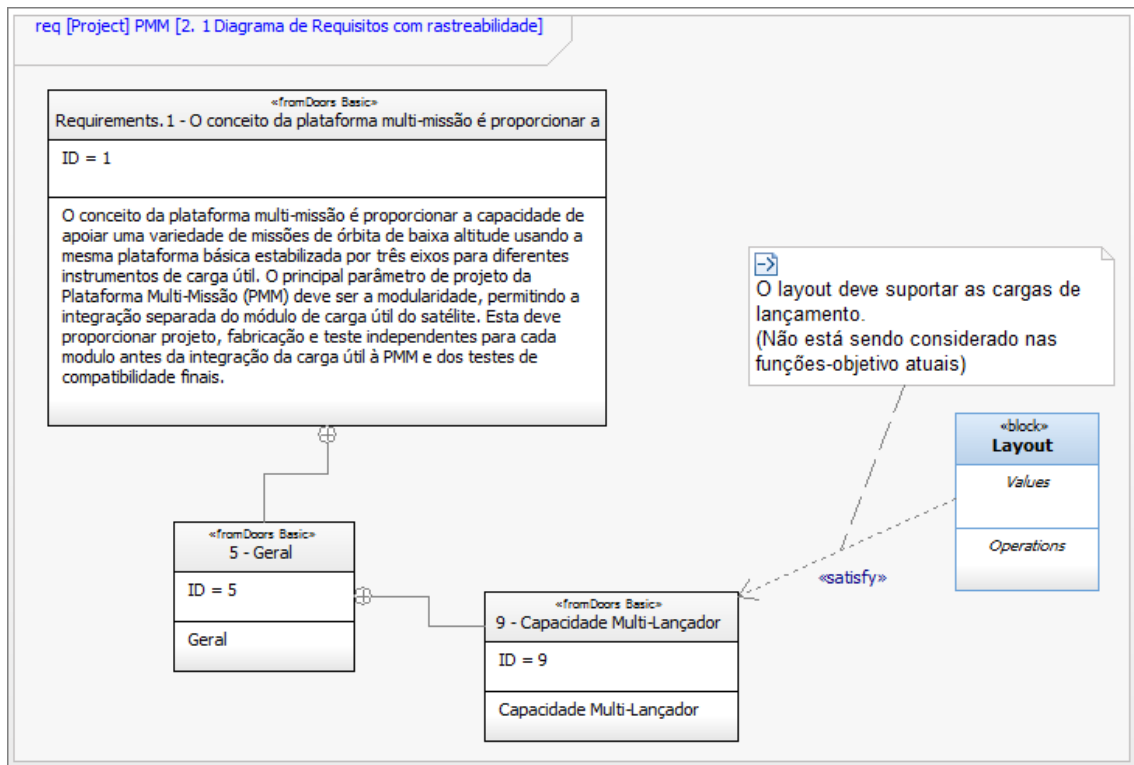 req [Project] PMM [2. 1 Diagrama de Requisitos com rastreabilidade]
«fromDoors Basic»
Requirements.1 - O conceito da plataforma multi-missão é proporcionar a
ID = 1
O conceito da plataforma multi-missão é proporcionar a capacidade de
apoiar uma variedade de missões de órbita de baixa altitude usando a
mesma plataforma básica estabilizada por três eixos para diferentes
instrumentos de carga útil. O principal parâmetro de projeto da
Plataforma Multi-Missão (PMM) deve ser a modularidade, permitindo a
integração separada do módulo de carga útil do satélite. Esta deve
proporcionar projeto, fabricação e teste independentes para cada
modulo antes da integração da carga útil à PMM e dos testes de
compatibilidade finais.
O layout deve suportar as cargas de
lançamento.
(Não está sendo considerado nas
funções-objetivo atuais)
«block»
Layout
Values
Operations
«satisfy»
«fromDoors Basic»
5 - Geral
ID = 5
Geral
«fromDoors Basic»
9 - Capacidade Multi-Lançador
ID = 9
Capacidade Multi-Lançador